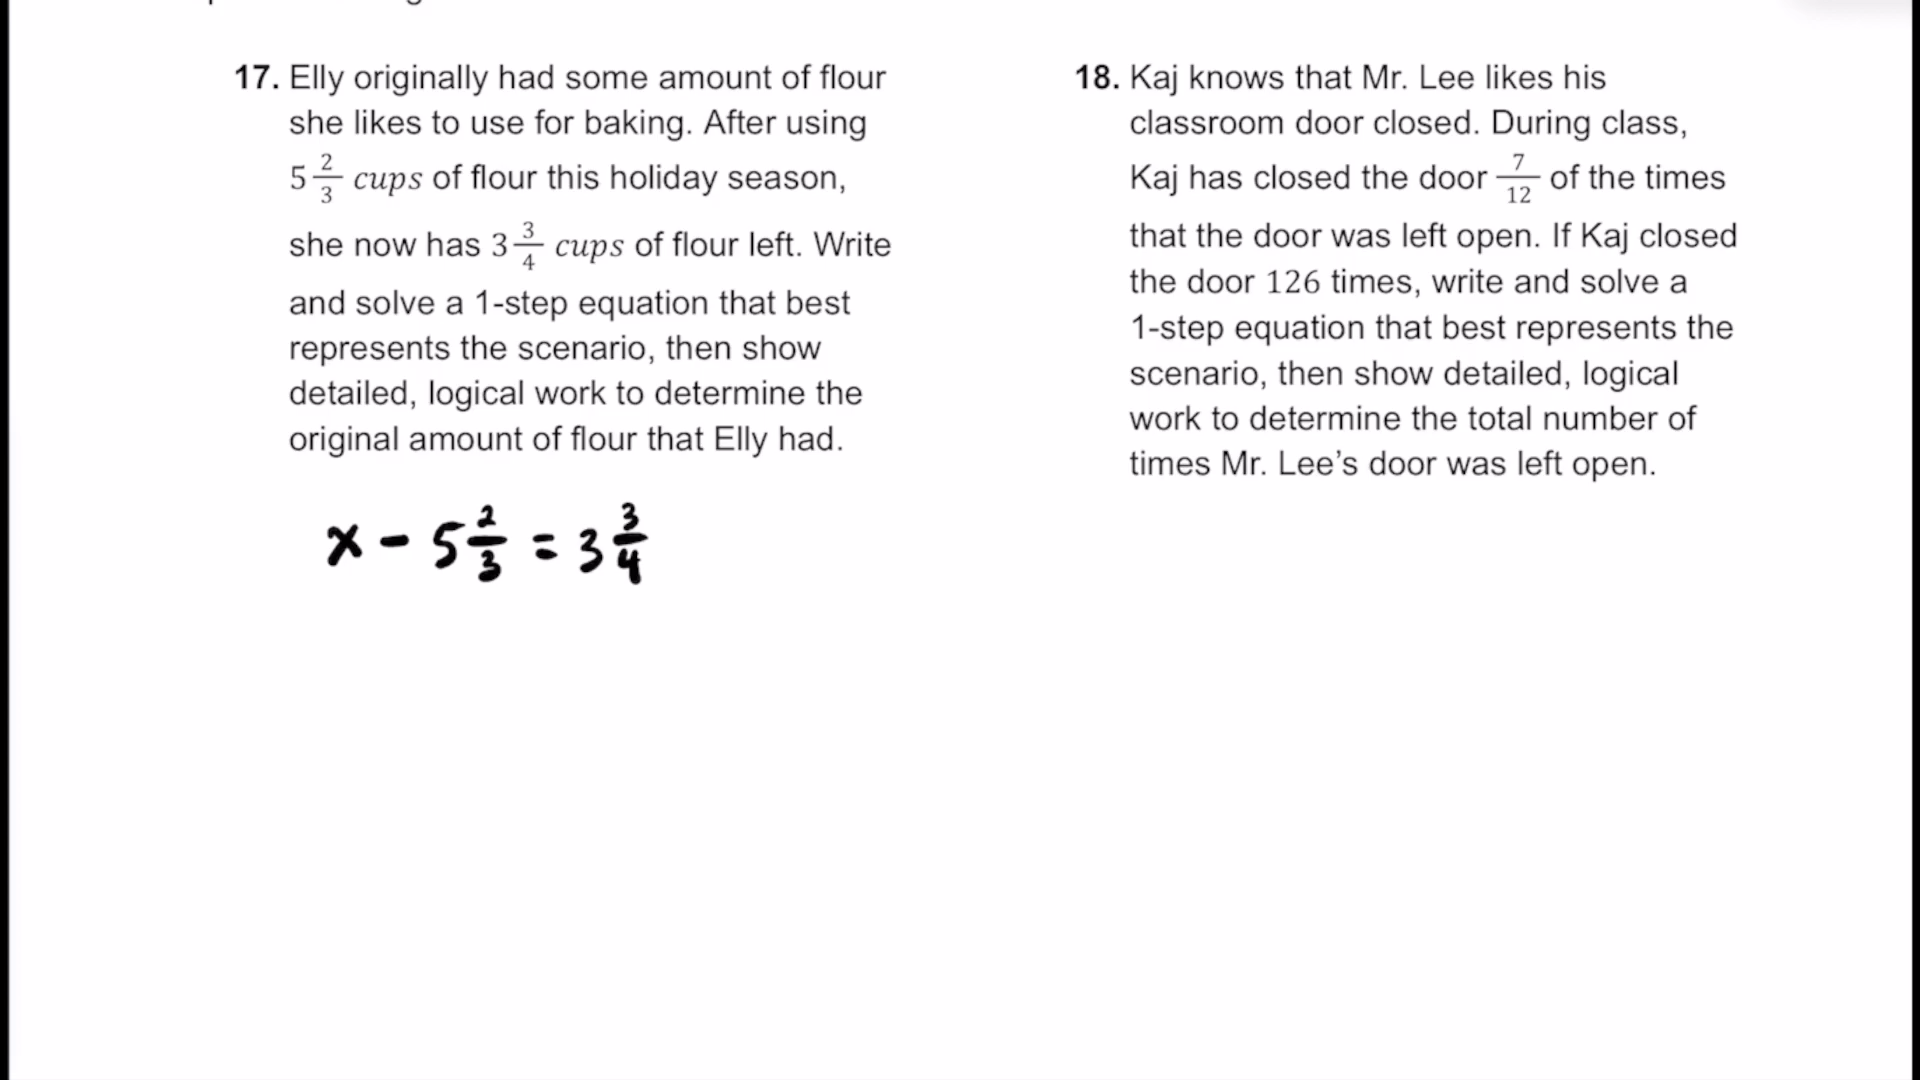 17. Elly originally had some amount of flour
she likes to use for baking. After using
5 2/3 cups of flour this holiday season,
she now has 3 3/4 cups of flour left. Write
and solve a 1-step equation that best
represents the scenario, then show
detailed, logical work to determine the
original amount of flour that Elly had.
x - 5 2/3 = 3 3/4
18. Kaj knows that Mr. Lee likes his
classroom door closed. During class,
Kaj has closed the door 7/12 of the times
that the door was left open. If Kaj closed
the door 126 times, write and solve a
1-step equation that best represents the
scenario, then show detailed, logical
work to determine the total number of
times Mr. Lee’s door was left open.